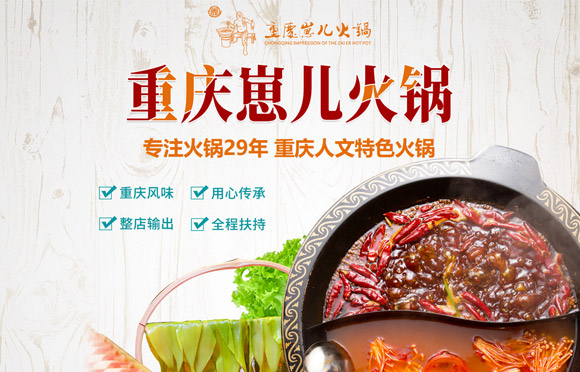 重庆崽儿火锅
CHONGQING IMPRESSION OF THE ZAIER HOT POT
重庆崽儿火锅
专注火锅29年 重庆人文特色火锅
重庆风味 用心传承
整店输出 全程扶持